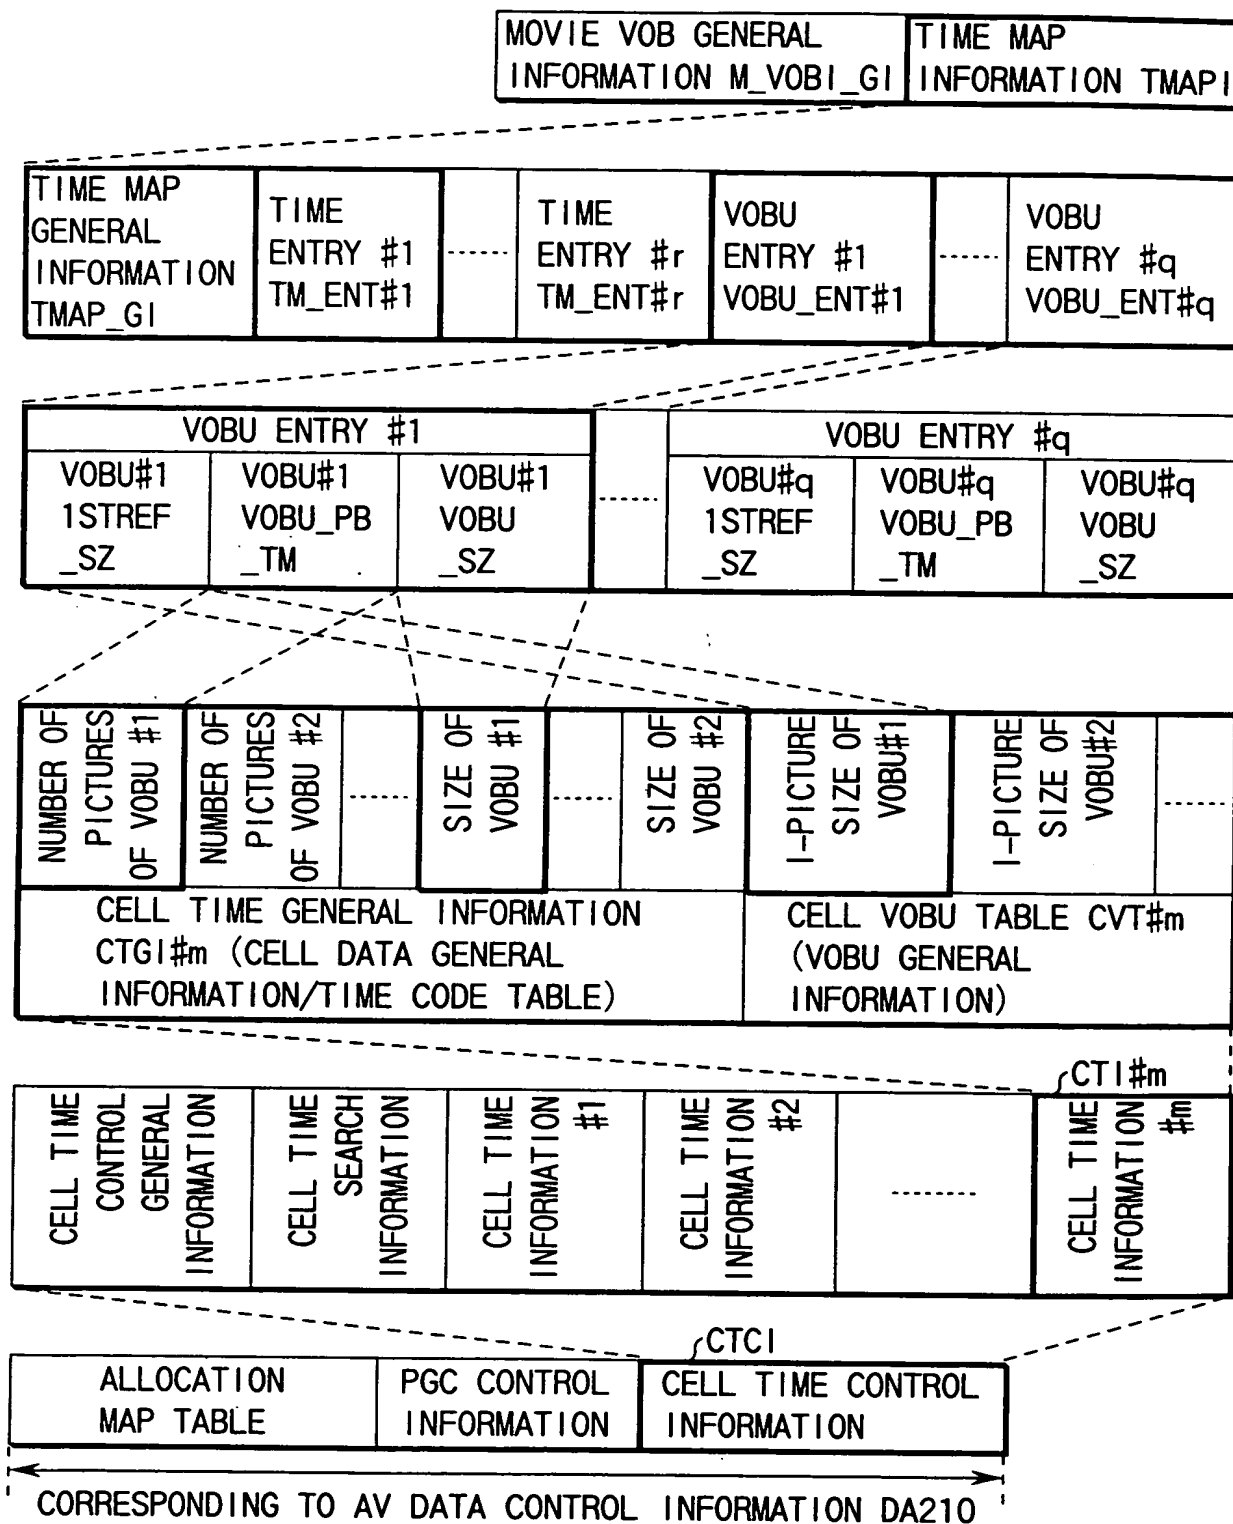 MOVIE VOB GENERAL
INFORMATION M_VOBI_GI
TIME MAP
INFORMATION TMAPI
TIME MAP
GENERAL
INFORMATION
TMAP_GI
TIME
ENTRY #1
TM_ENT#1
TIME
ENTRY #r
TM_ENT#r
VOBU
ENTRY #1
VOBU_ENT#1
VOBU
ENTRY #q
VOBU_ENT#q
VOBU ENTRY #1
VOBU#1
1STREF
_SZ
VOBU#1
VOBU_PB
_TM
VOBU#1
VOBU
_SZ
VOBU ENTRY #q
VOBU#q
1STREF
_SZ
VOBU#q
VOBU_PB
_TM
VOBU#q
VOBU
_SZ
NUMBER OF
PICTURES
OF VOBU #1
NUMBER OF
PICTURES
OF VOBU #2
SIZE OF
VOBU #1
SIZE OF
VOBU #2
I-PICTURE
SIZE OF
VOBU#1
I-PICTURE
SIZE OF
VOBU#2
CELL TIME GENERAL INFORMATION
CTGI#m (CELL DATA GENERAL
INFORMATION/TIME CODE TABLE)
CELL VOBU TABLE CVT#m
(VOBU GENERAL
INFORMATION)
CTI#m
CELL TIME
CONTROL
GENERAL
INFORMATION
CELL TIME
SEARCH
INFORMATION
CELL TIME
INFORMATION
#1
CELL TIME
INFORMATION
#2
CELL TIME
INFORMATION
#m
CTCI
ALLOCATION
MAP TABLE
PGC CONTROL
INFORMATION
CELL TIME CONTROL
INFORMATION
CORRESPONDING TO AV DATA CONTROL INFORMATION DA210